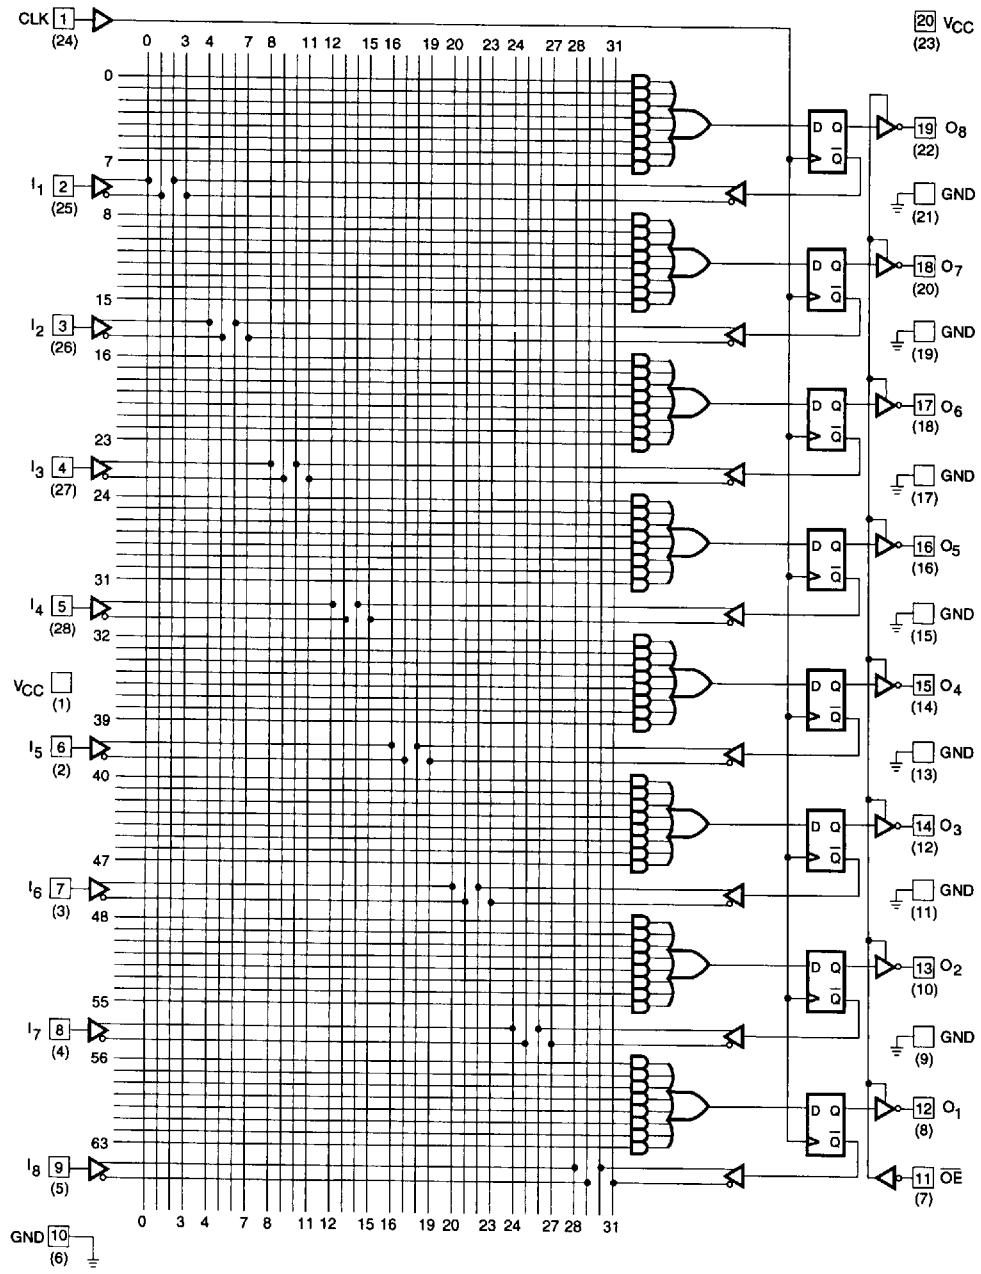 CLK 1 (24)
20 VCC (23)
0 3 4 7 8 11 12 15 16 19 20 23 24 27 28 31
0
19 O8 (22)
7
I1 2 (25)
GND (21)
8
D Q
Q
18 O7 (20)
15
I2 3 (26)
GND (19)
16
D Q
Q
17 O6 (18)
23
I3 4 (27)
GND (17)
24
D Q
Q
16 O5 (16)
31
I4 5 (28)
GND (15)
32
D Q
Q
15 O4 (14)
VCC (1)
39
I5 6 (2)
GND (13)
40
D Q
Q
14 O3 (12)
47
I6 7 (3)
GND (11)
48
D Q
Q
13 O2 (10)
55
I7 8 (4)
GND (9)
56
D Q
Q
12 O1 (8)
63
I8 9 (5)
D Q
Q
11 OE (7)
0 3 4 7 8 11 12 15 16 19 20 23 24 27 28 31
GND 10 (6)